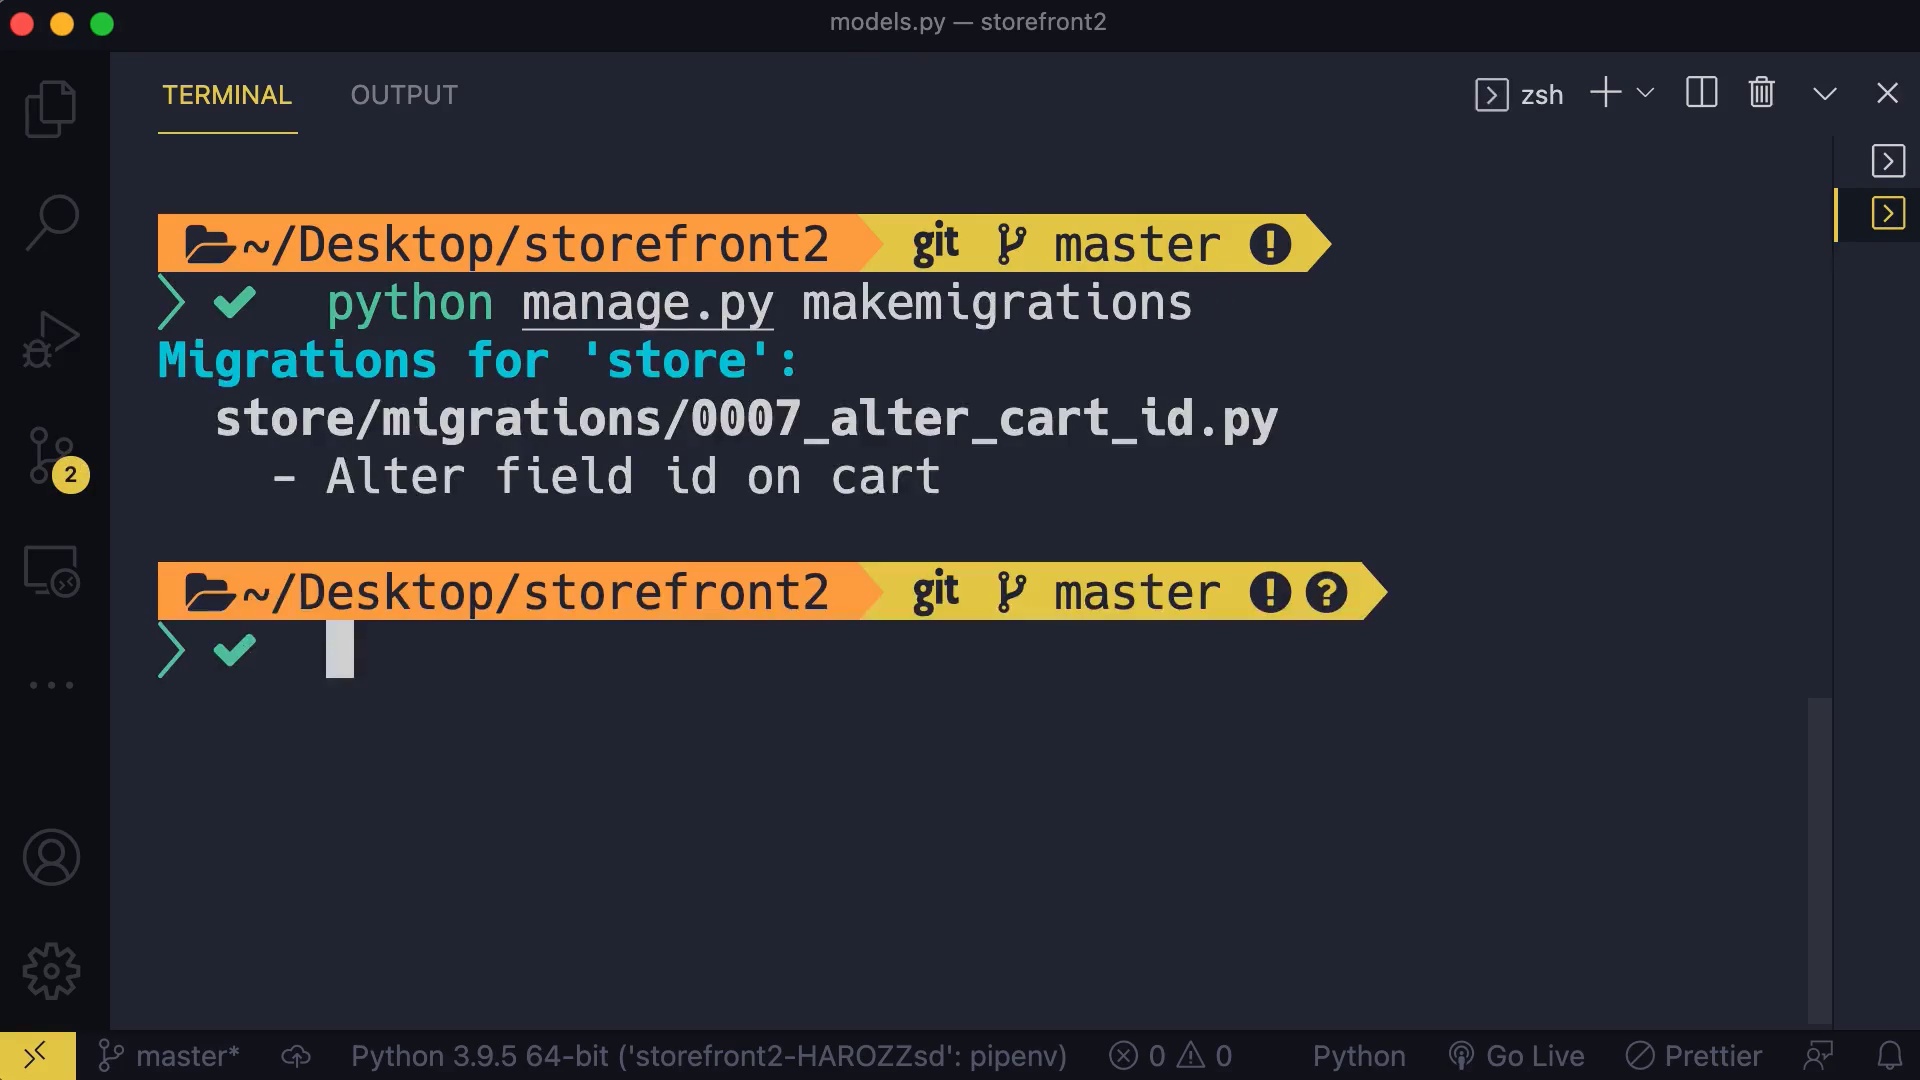 models.py — storefront2
TERMINAL OUTPUT zsh
~/Desktop/storefront2 git master
python manage.py makemigrations
Migrations for 'store':
store/migrations/0007_alter_cart_id.py
- Alter field id on cart
~/Desktop/storefront2 git master
2
master* Python 3.9.5 64-bit ('storefront2-HAROZZsd': pipenv) 0 0 Python Go Live Prettier